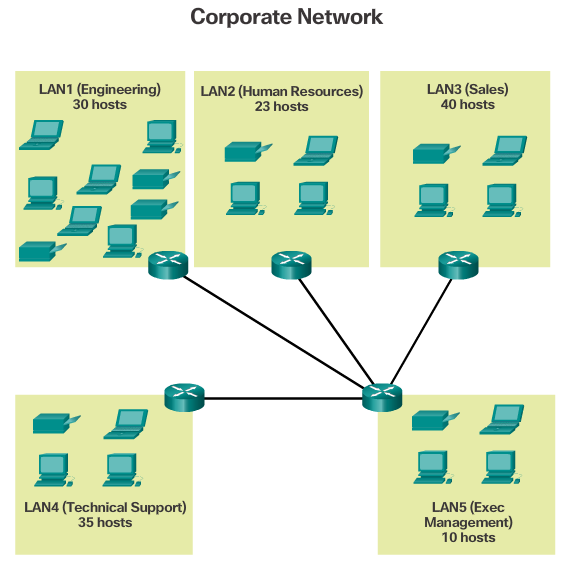 Corporate Network
LAN1 (Engineering)
30 hosts
LAN2 (Human Resources)
23 hosts
LAN3 (Sales)
40 hosts
LAN4 (Technical Support)
35 hosts
LAN5 (Exec
Management)
10 hosts